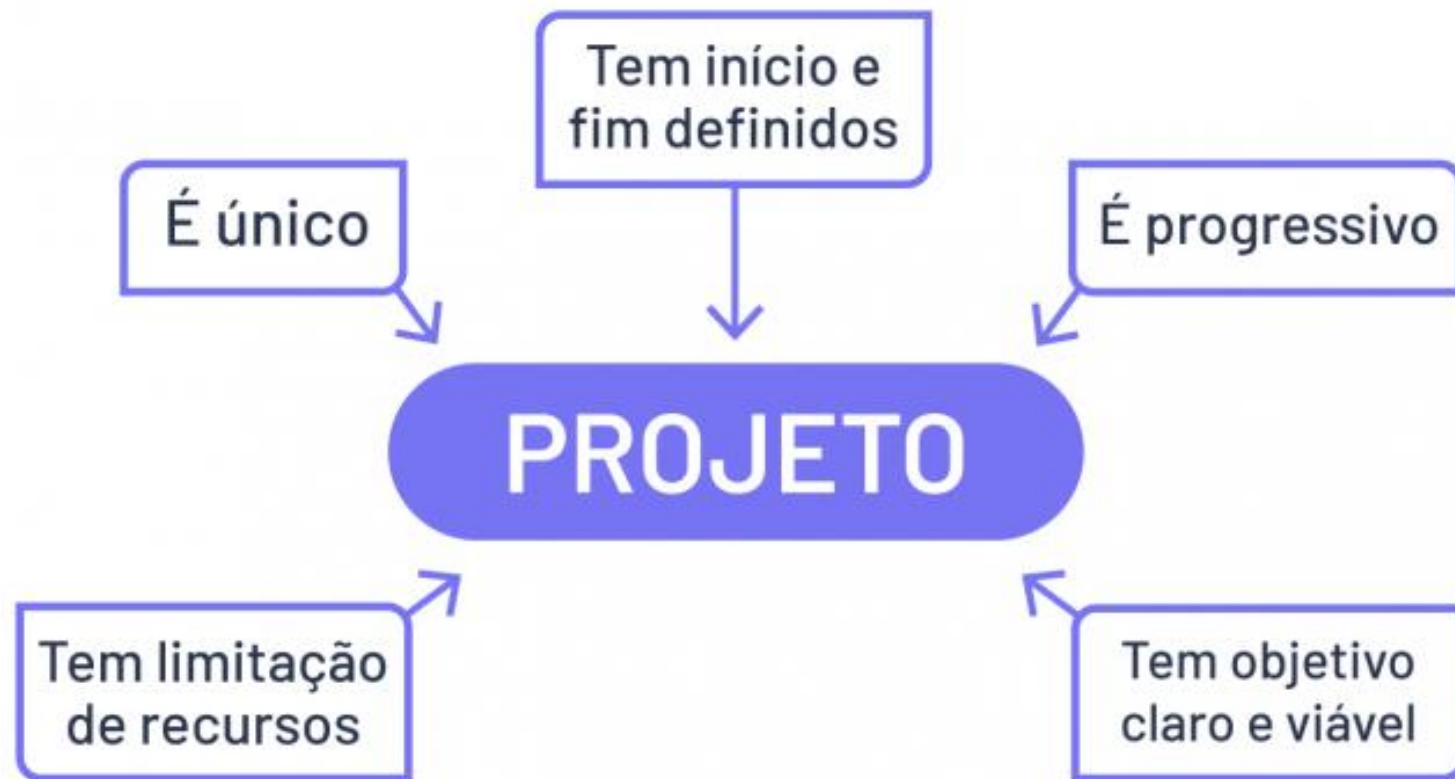 Tem início e
fim definidos
É único
É progressivo
PROJETO
Tem limitação
de recursos
Tem objetivo
claro e viável